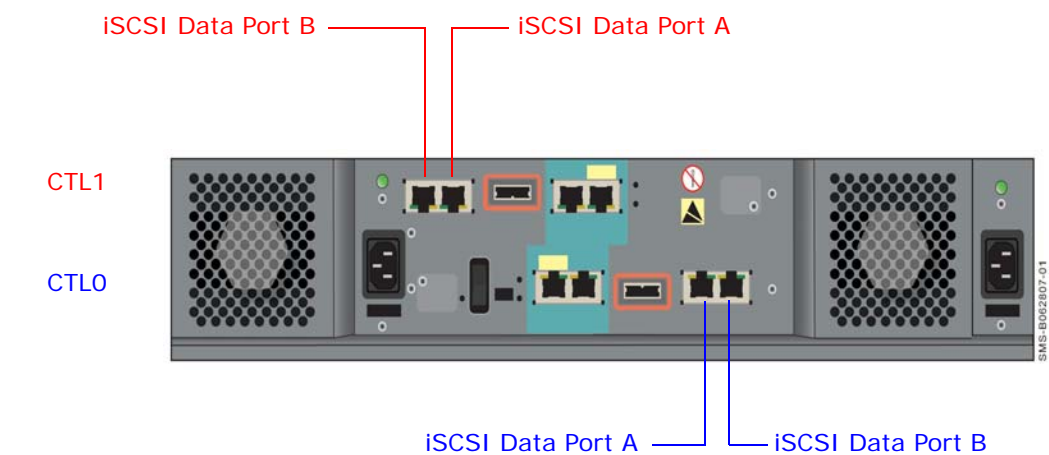 iSCSI Data Port B
iSCSI Data Port A
CTL1
CTL0
SMS-B062807-01
iSCSI Data Port A
iSCSI Data Port B